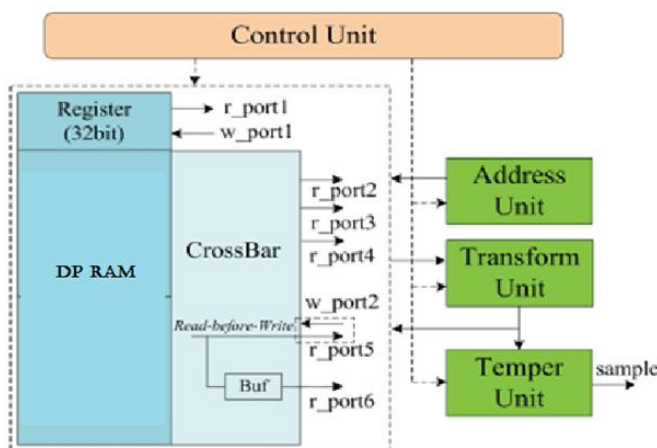 Control Unit
Register
(32bit)
r_port1
w_port1
DP RAM
CrossBar
r_port2
r_port3
r_port4
w_port2
Read-before-Write
r_port5
Buf
r_port6
Address
Unit
Transform
Unit
Temper
Unit
sample